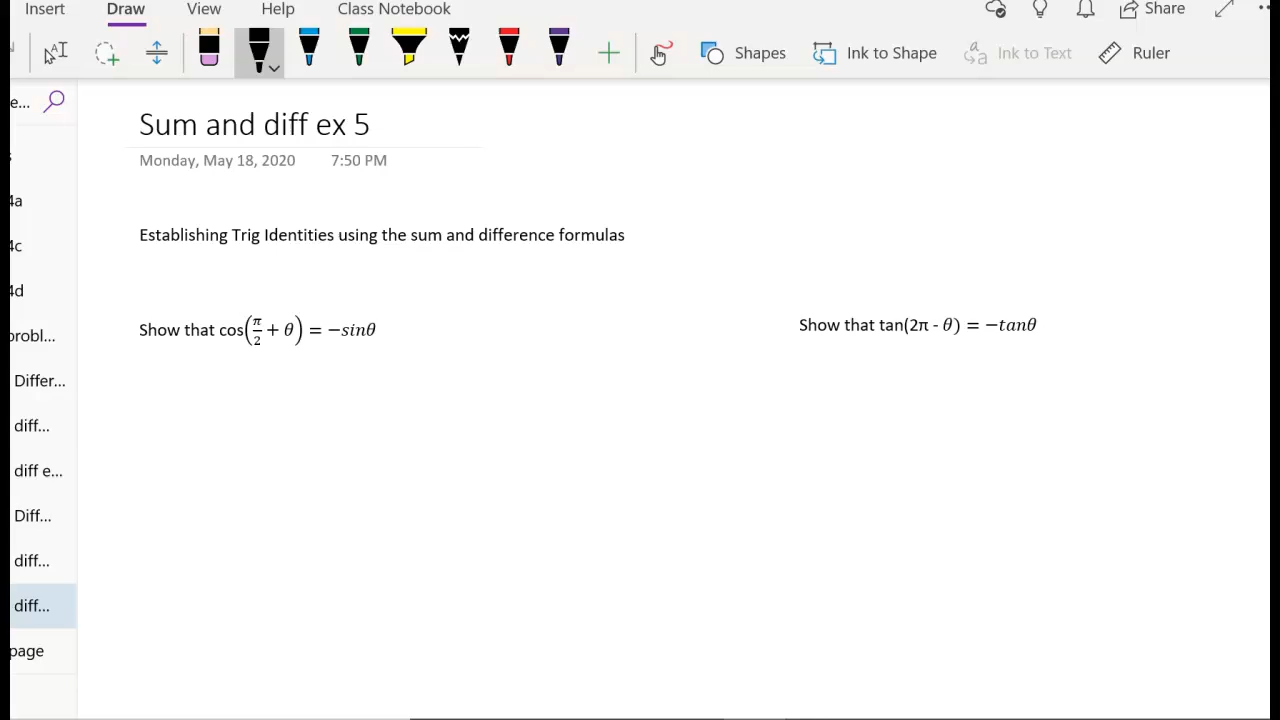 Insert Draw View Help Class Notebook Share
Shapes Ink to Shape Ink to Text Ruler
e...
Sum and diff ex 5
Monday, May 18, 2020 7:50 PM
4a
4c
4d
probl...
Differ...
diff...
diff e...
Diff...
diff...
diff...
page
Establishing Trig Identities using the sum and difference formulas
Show that cos(π/2 + θ) = −sinθ
Show that tan(2π - θ) = −tanθ